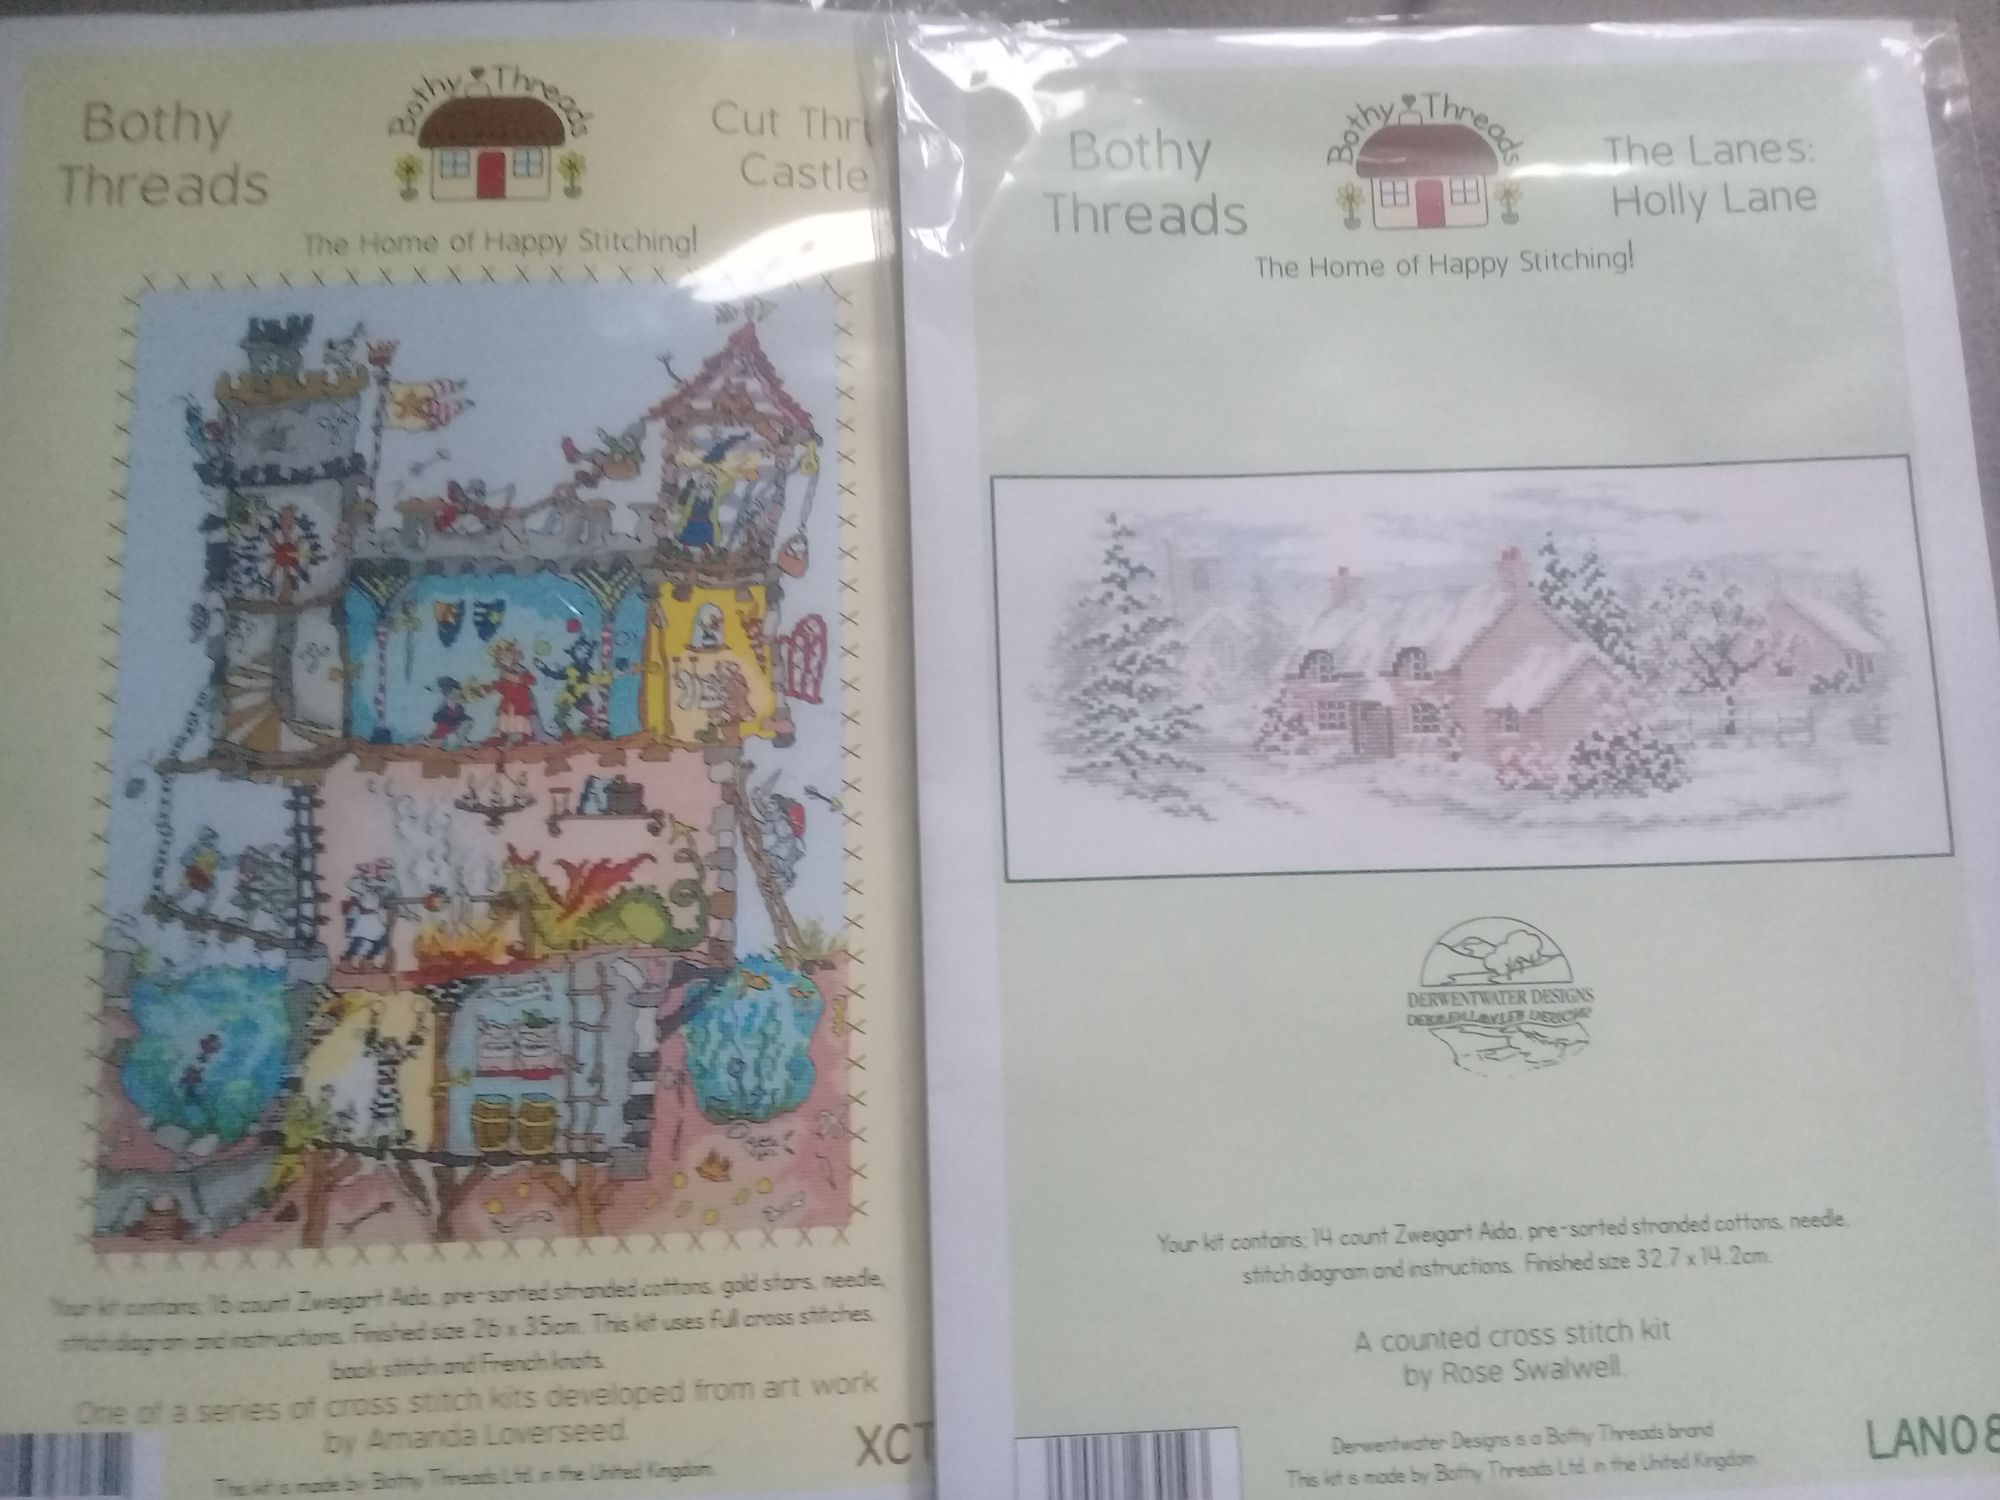 Bothy
Threads
Bothy Threads
Cut Thr
Castle
The Home of Happy Stitching!
Your kit contains; 16 count Zweigart Aida, pre-sorted stranded cottons, gold stars, needle,
stitch diagram and instructions. Finished size 26 x 35cm. This kit uses full cross stitches,
back stitch and French knots.
One of a series of cross stitch kits developed from art work
by Amanda Loverseed.
XCT
This kit is made by Bothy Threads Ltd. in the United Kingdom.
Bothy
Threads
Bothy Threads
The Lanes:
Holly Lane
The Home of Happy Stitching!
DERWENTWATER DESIGNS
Your kit contains; 14 count Zweigart Aida, pre-sorted stranded cottons, needle,
stitch diagram and instructions. Finished size 32.7 x 14.2cm.
A counted cross stitch kit
by Rose Swalwell.
Derwentwater Designs is a Bothy Threads brand
This kit is made by Bothy Threads Ltd. in the United Kingdom.
LAN08